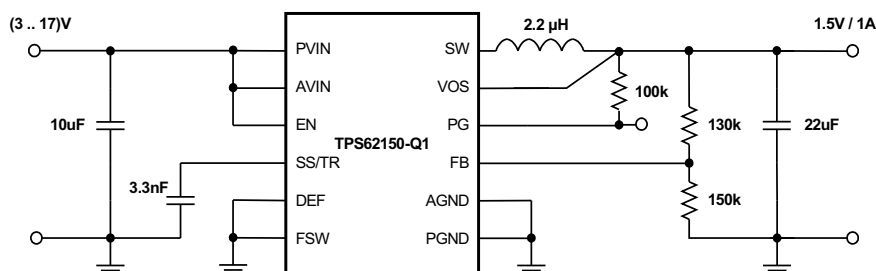 (3 .. 17)V
2.2 µH
1.5V / 1A
PVIN
SW
AVIN
VOS
100k
10uF
EN
PG
130k
22uF
TPS62150-Q1
SS/TR
FB
3.3nF
DEF
AGND
150k
FSW
PGND